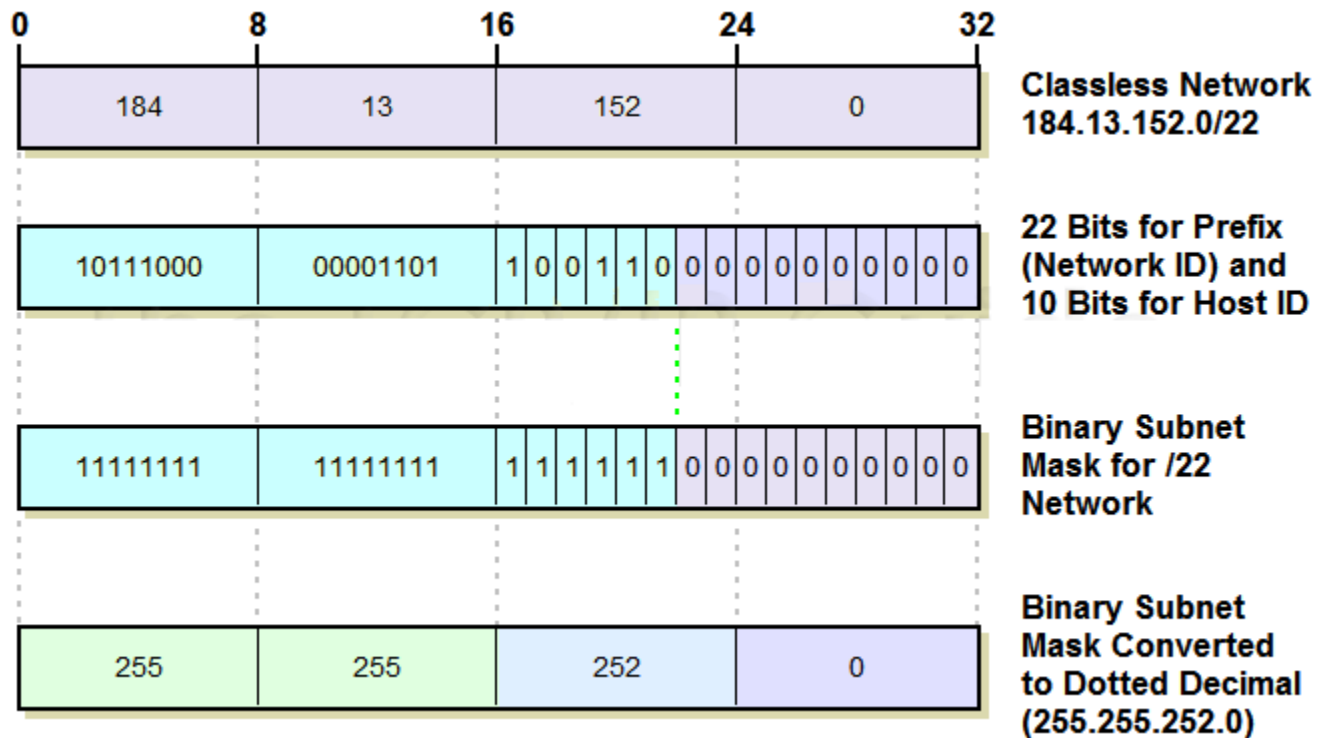 0 8 16 24 32
184 13 152 0
Classless Network
184.13.152.0/22
10111000 00001101 1 0 0 1 1 0 0 0 0 0 0 0 0 0 0 0
22 Bits for Prefix
(Network ID) and
10 Bits for Host ID
11111111 11111111 1 1 1 1 1 1 0 0 0 0 0 0 0 0 0 0
Binary Subnet
Mask for /22
Network
255 255 252 0
Binary Subnet
Mask Converted
to Dotted Decimal
(255.255.252.0)